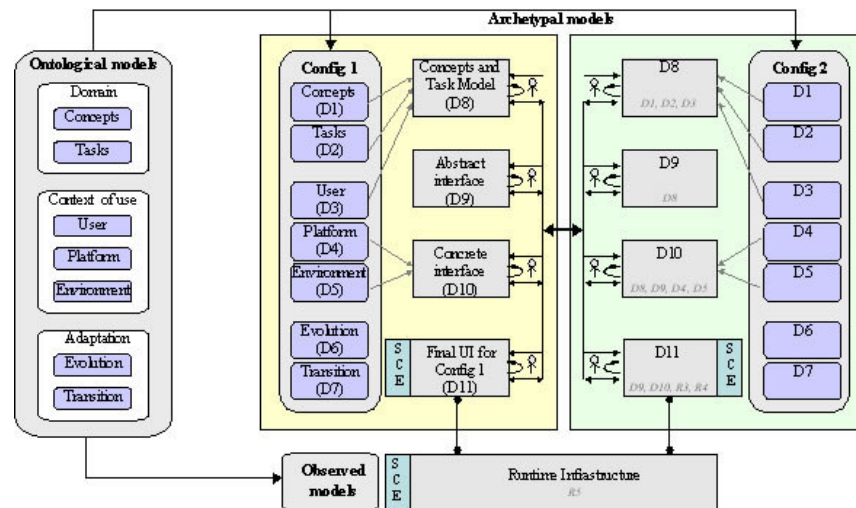 Archetypal models
Ontological models
Domain
Concepts
Tasks
Context of use
User
Platform
Environment
Adaptation
Evolution
Transition
Config 1
Concepts
(D1)
Tasks
(D2)
User
(D3)
Platform
(D4)
Environment
(D5)
Evolution
(D6)
Transition
(D7)
Concepts and
Task Model
(D8)
Abstract
interface
(D9)
Concrete
interface
(D10)
S
C
E
Final UI for
Config 1
(D11)
D8
D1, D2, D3
D9
D8
D10
D8, D9, D4, D5
D11
D9, D10, R3, R4
S
C
E
Config 2
D1
D2
D3
D4
D5
D6
D7
Observed
models
S
C
E
Runtime Infrastructure
R5